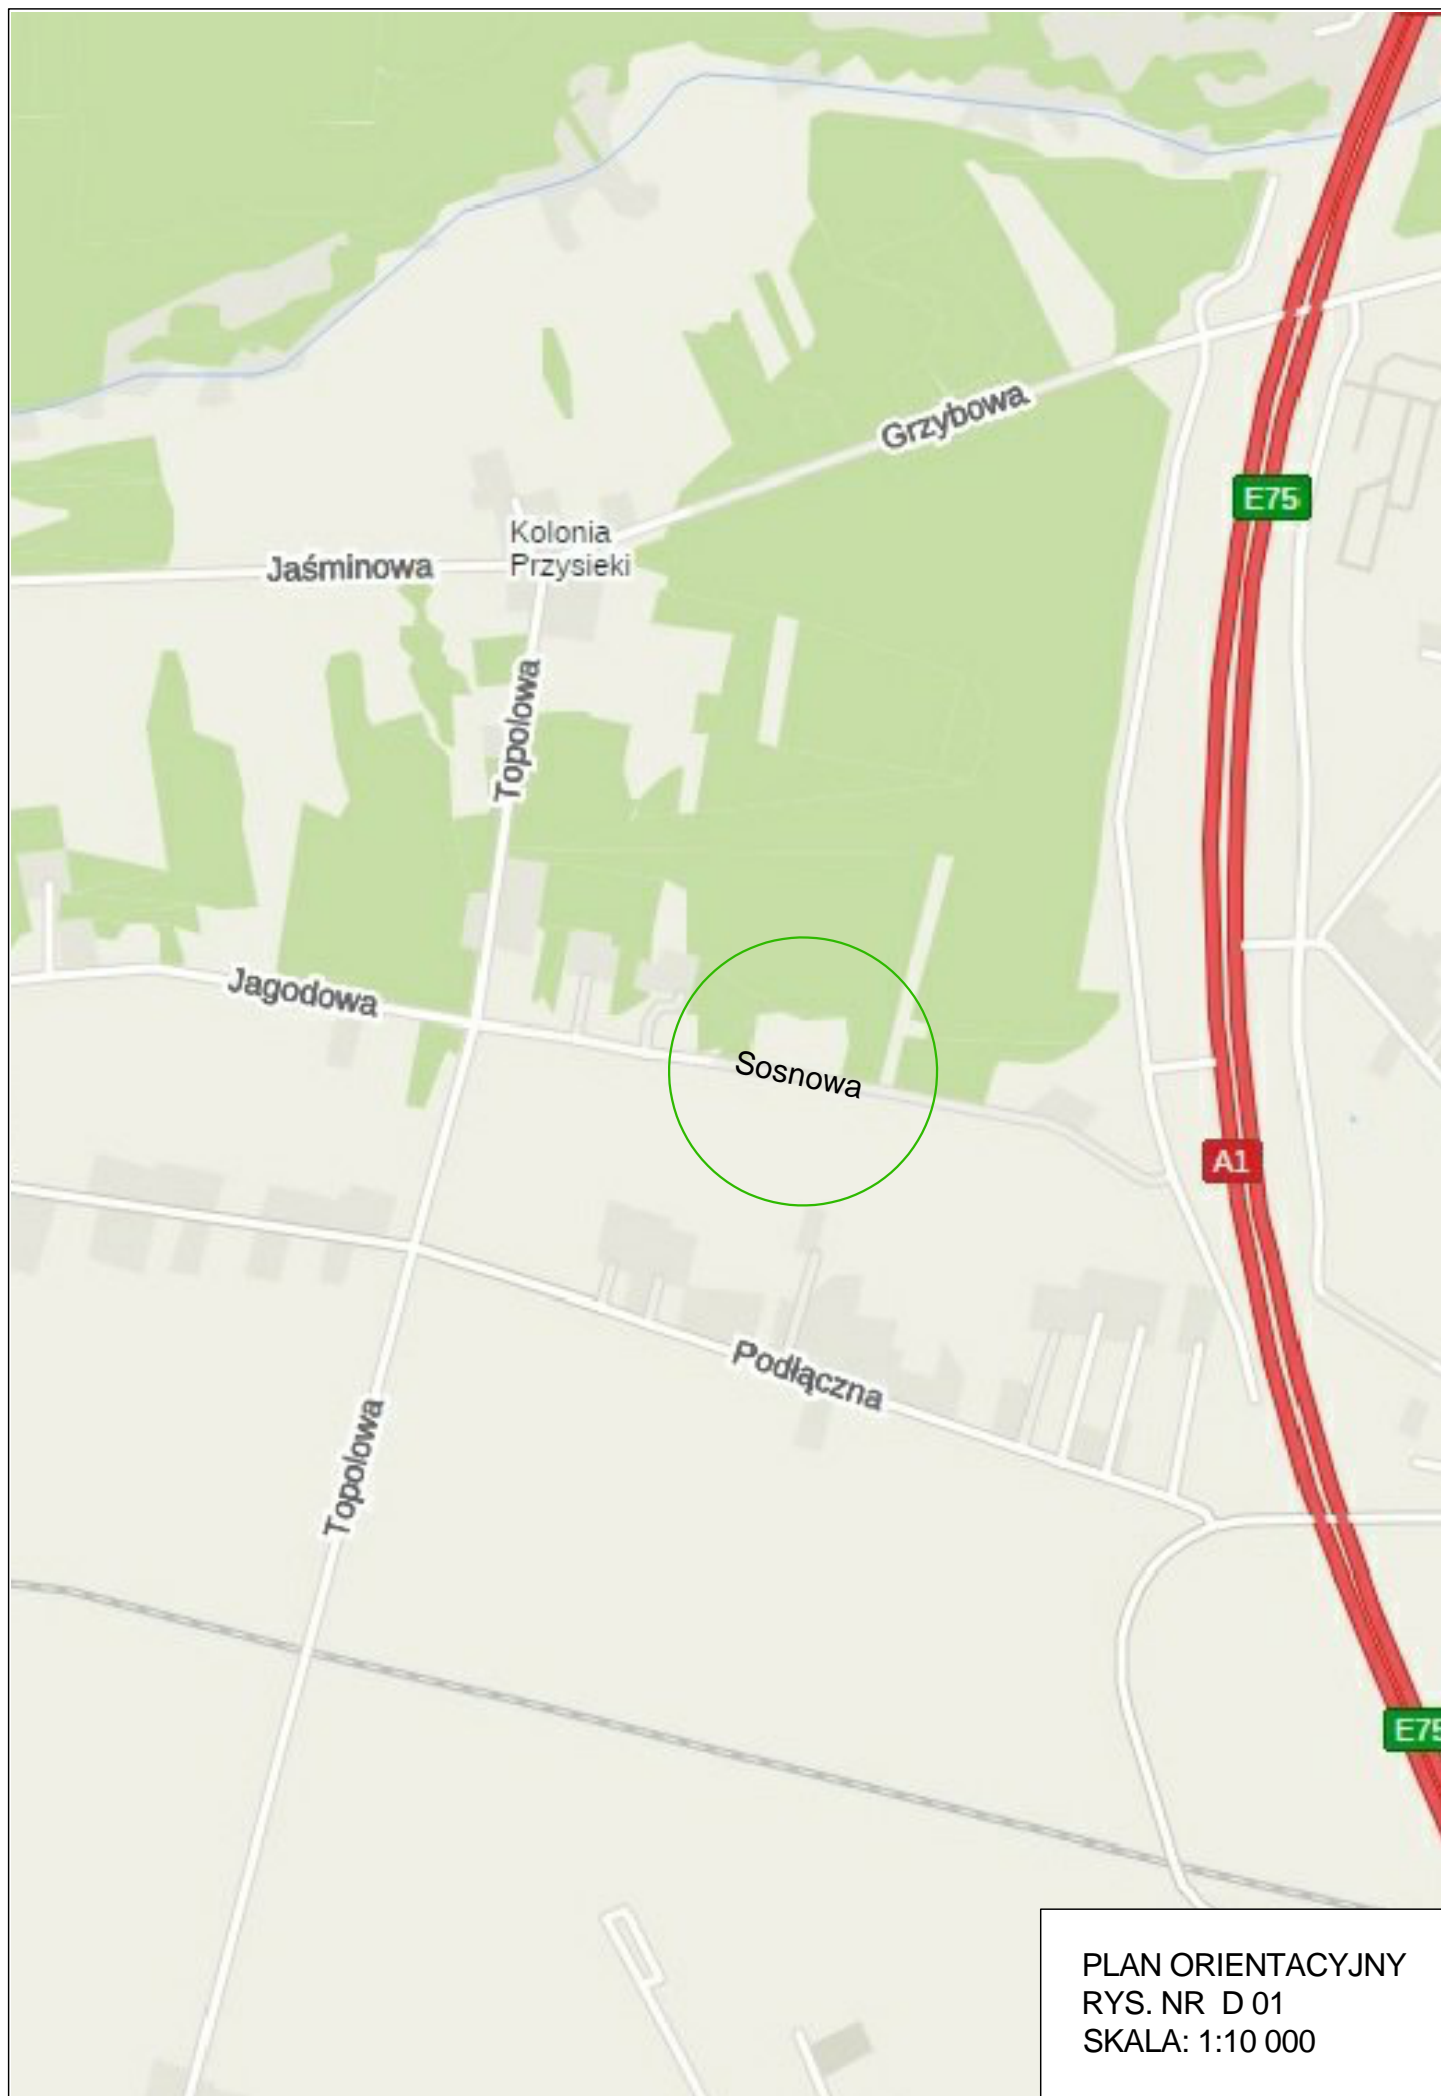 Grzybowa
E75
Kolonia
Przysieki
Jaśminowa
Topolowa
Jagodowa
Sosnowa
A1
Podłączna
Topolowa
E75
PLAN ORIENTACYJNY
RYS. NR D 01
SKALA: 1:10 000